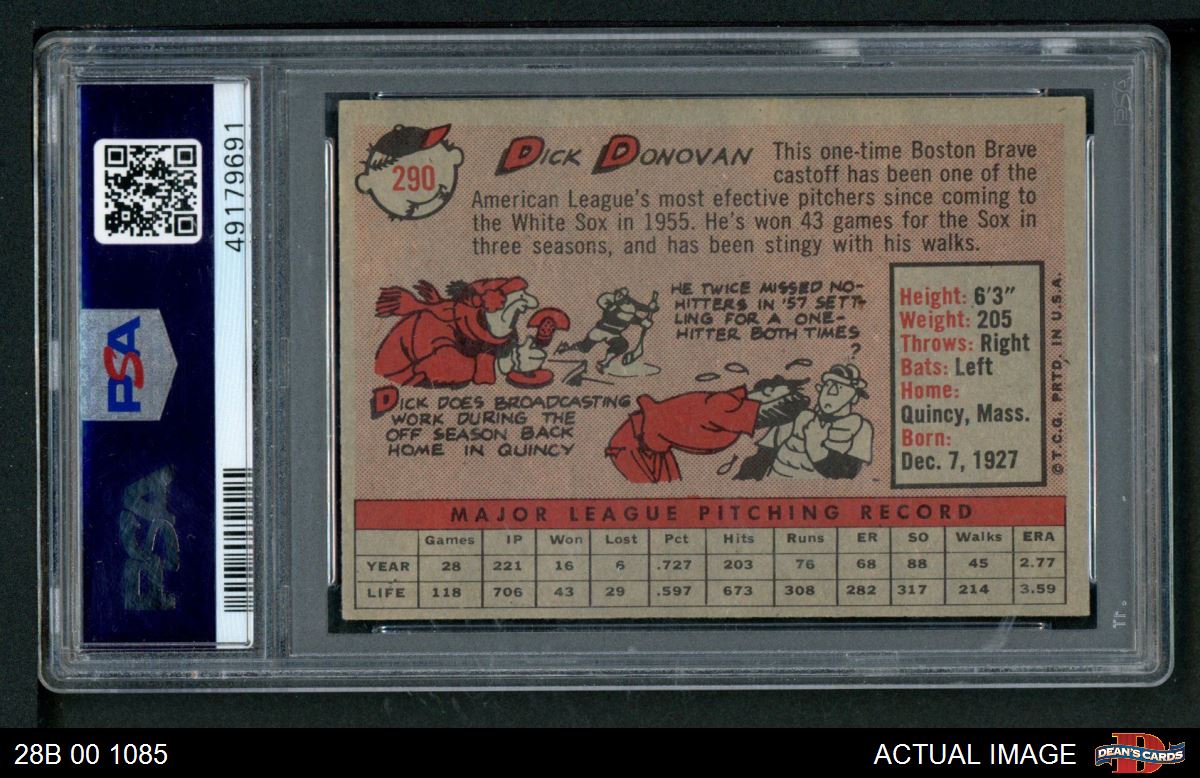 49179691
PSA
PSA
290
DICK DONOVAN
This one-time Boston Brave
castoff has been one of the
American League's most efective pitchers since coming to
the White Sox in 1955. He's won 43 games for the Sox in
three seasons, and has been stingy with his walks.
HE TWICE MISSED NO-
HITTERS IN '57 SETT-
LING FOR A ONE-
HITTER BOTH TIMES
?
DICK DOES BROADCASTING
WORK DURING THE
OFF SEASON BACK
HOME IN QUINCY
Height: 6'3"
Weight: 205
Throws: Right
Bats: Left
Home:
Quincy, Mass.
Born:
Dec. 7, 1927
© T.C.G. PRTD. IN U.S.A.
MAJOR LEAGUE PITCHING RECORD
Games IP Won Lost Pct Hits Runs ER SO Walks ERA
YEAR 28 221 16 6 .727 203 76 68 88 45 2.77
LIFE 118 706 43 29 .597 673 308 282 317 214 3.59
PSA
28B 00 1085
ACTUAL IMAGE
DEAN'S CARDS